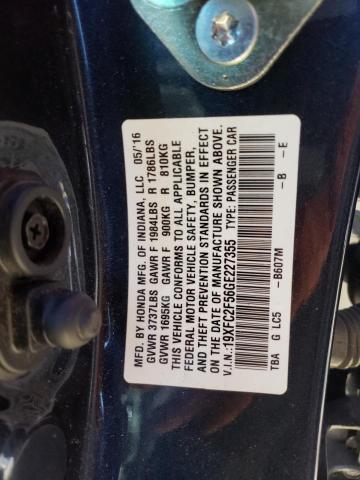 MFD. BY HONDA MFG. OF INDIANA, LLC 05/'16
GVWR 3737LBS GAWR F 1984LBS R 1786LBS
GVWR 1695KG GAWR F 900KG R 810KG
THIS VEHICLE CONFORMS TO ALL APPLICABLE
FEDERAL MOTOR VEHICLE SAFETY, BUMPER,
AND THEFT PREVENTION STANDARDS IN EFFECT
ON THE DATE OF MANUFACTURE SHOWN ABOVE.
V.I.N.: 19XFC2F56GE227355 TYPE: PASSENGER CAR
TBA G LC5 -B607M -B -E